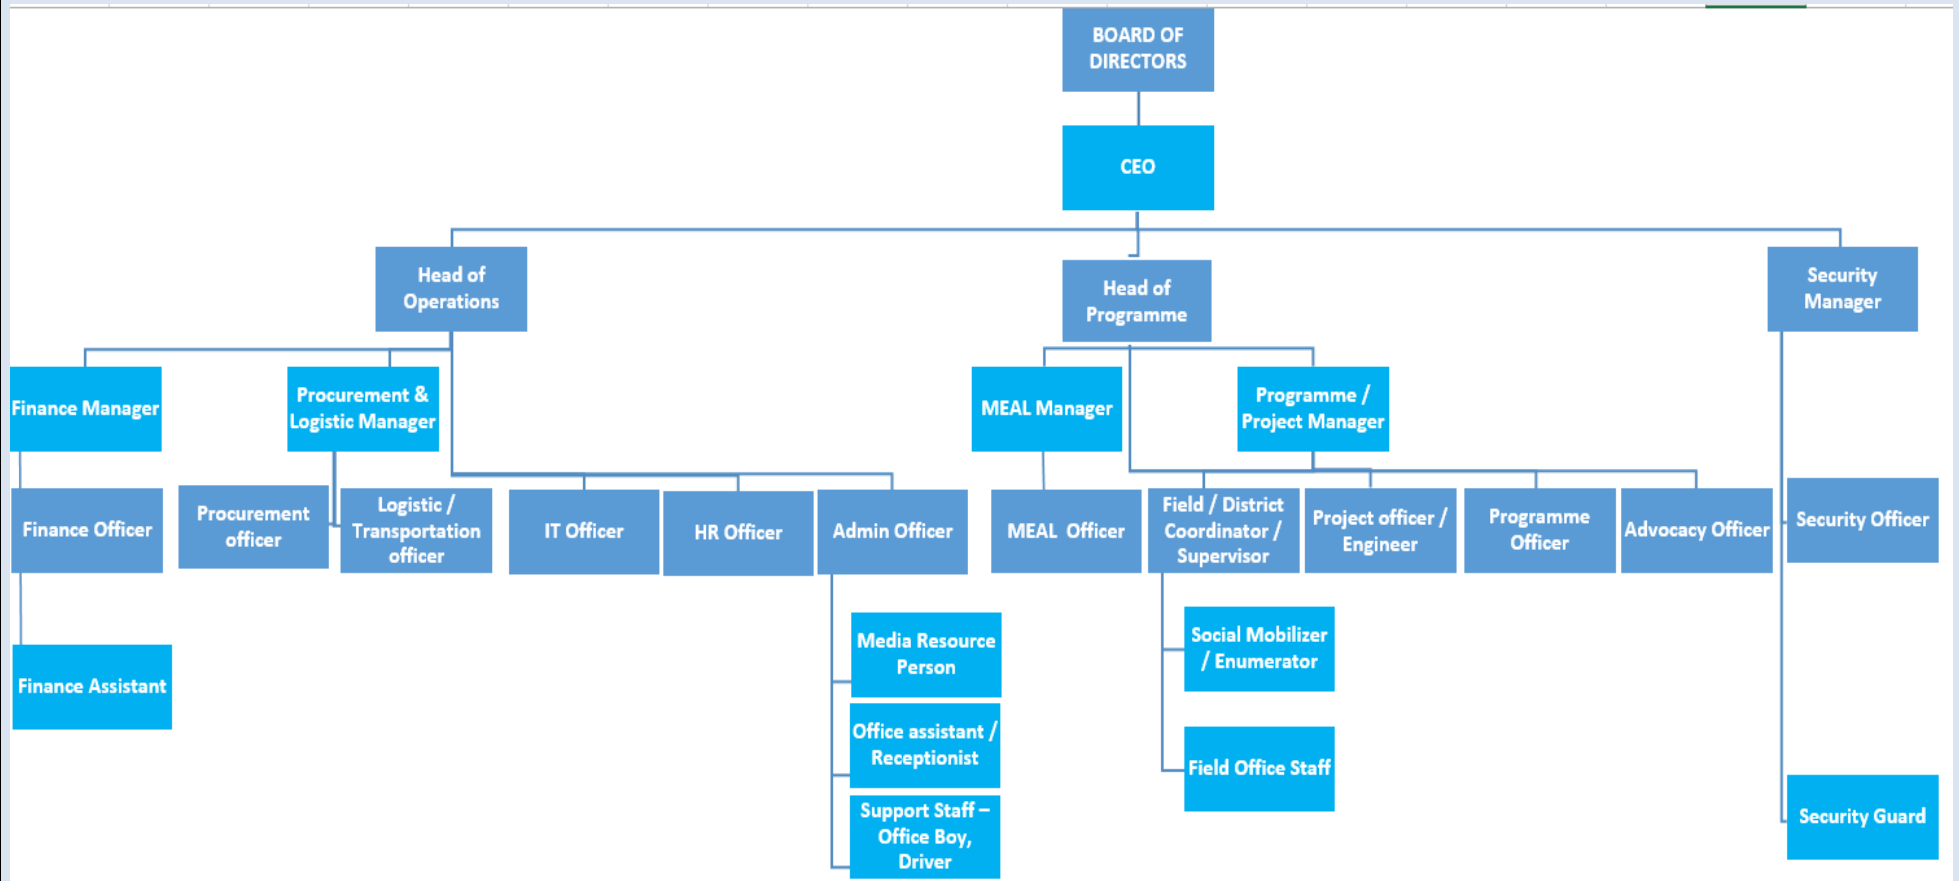 BOARD OF
DIRECTORS
CEO
Head of
Operations
Head of
Programme
Security
Manager
Finance Manager
Procurement &
Logistic Manager
MEAL Manager
Programme /
Project Manager
Finance Officer
Procurement
officer
Logistic /
Transportation
officer
IT Officer
HR Officer
Admin Officer
MEAL Officer
Field / District
Coordinator /
Supervisor
Project officer /
Engineer
Programme
Officer
Advocacy Officer
Security Officer
Media Resource
Person
Office assistant /
Receptionist
Support Staff –
Office Boy,
Driver
Social Mobilizer
/ Enumerator
Field Office Staff
Finance Assistant
Security Guard